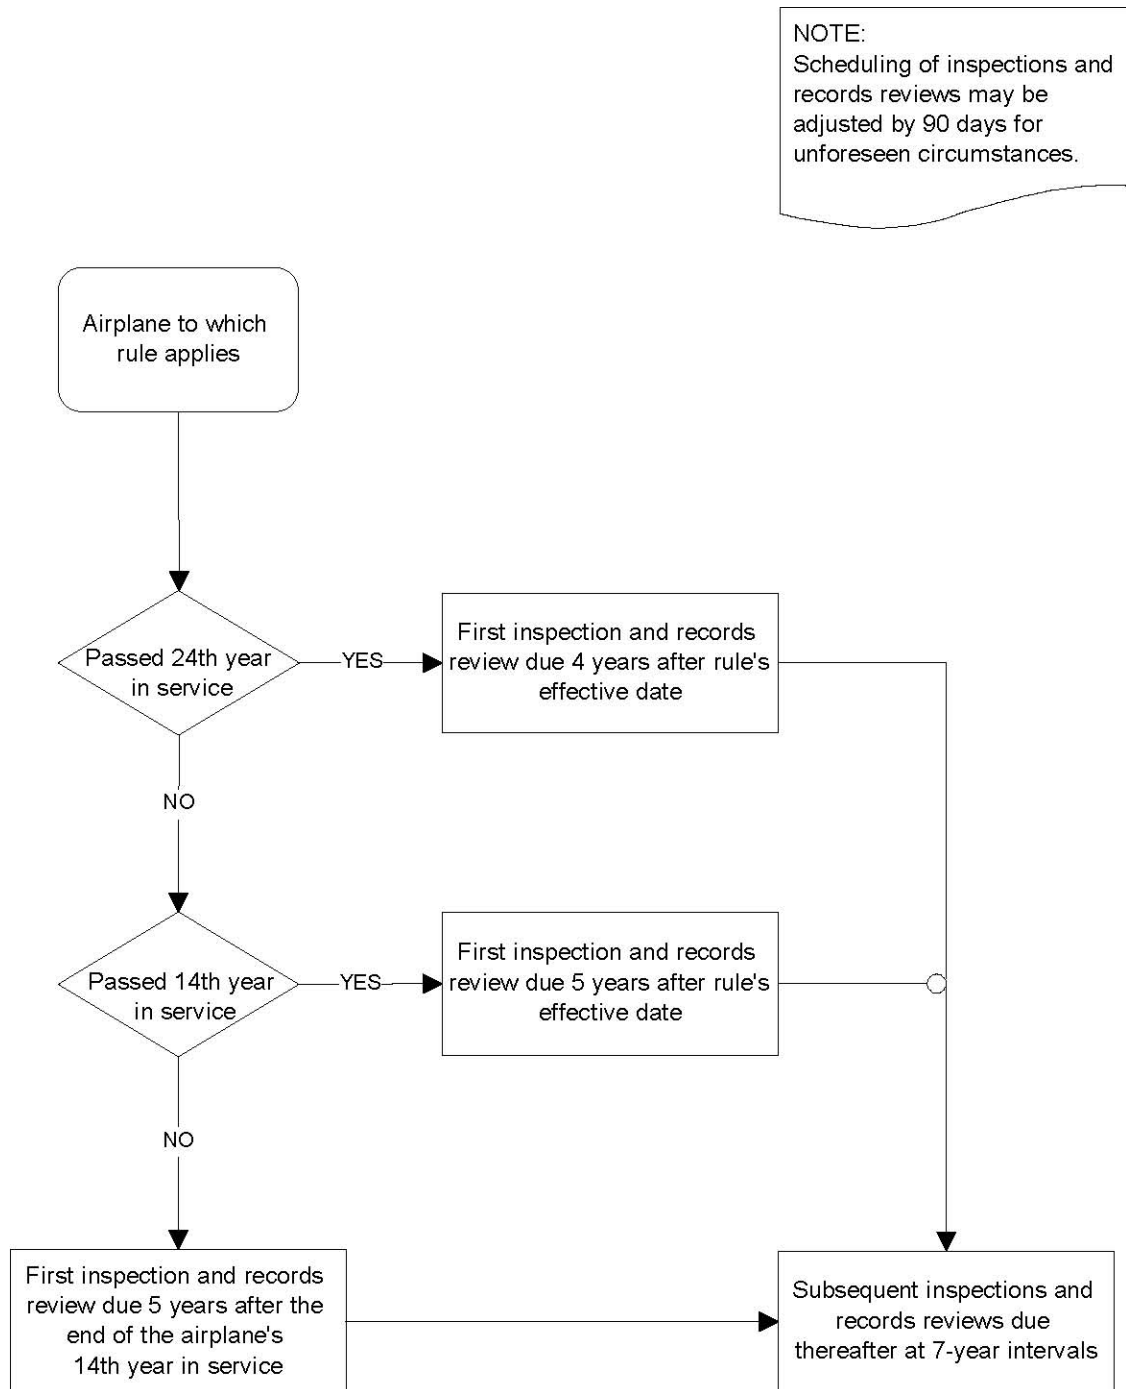 NOTE:
Scheduling of inspections and
records reviews may be
adjusted by 90 days for
unforeseen circumstances.
Airplane to which
rule applies
Passed 24th year
in service
YES
First inspection and records
review due 4 years after rule's
effective date
NO
Passed 14th year
in service
YES
First inspection and records
review due 5 years after rule's
effective date
NO
First inspection and records
review due 5 years after the
end of the airplane's
14th year in service
Subsequent inspections and
records reviews due
thereafter at 7-year intervals